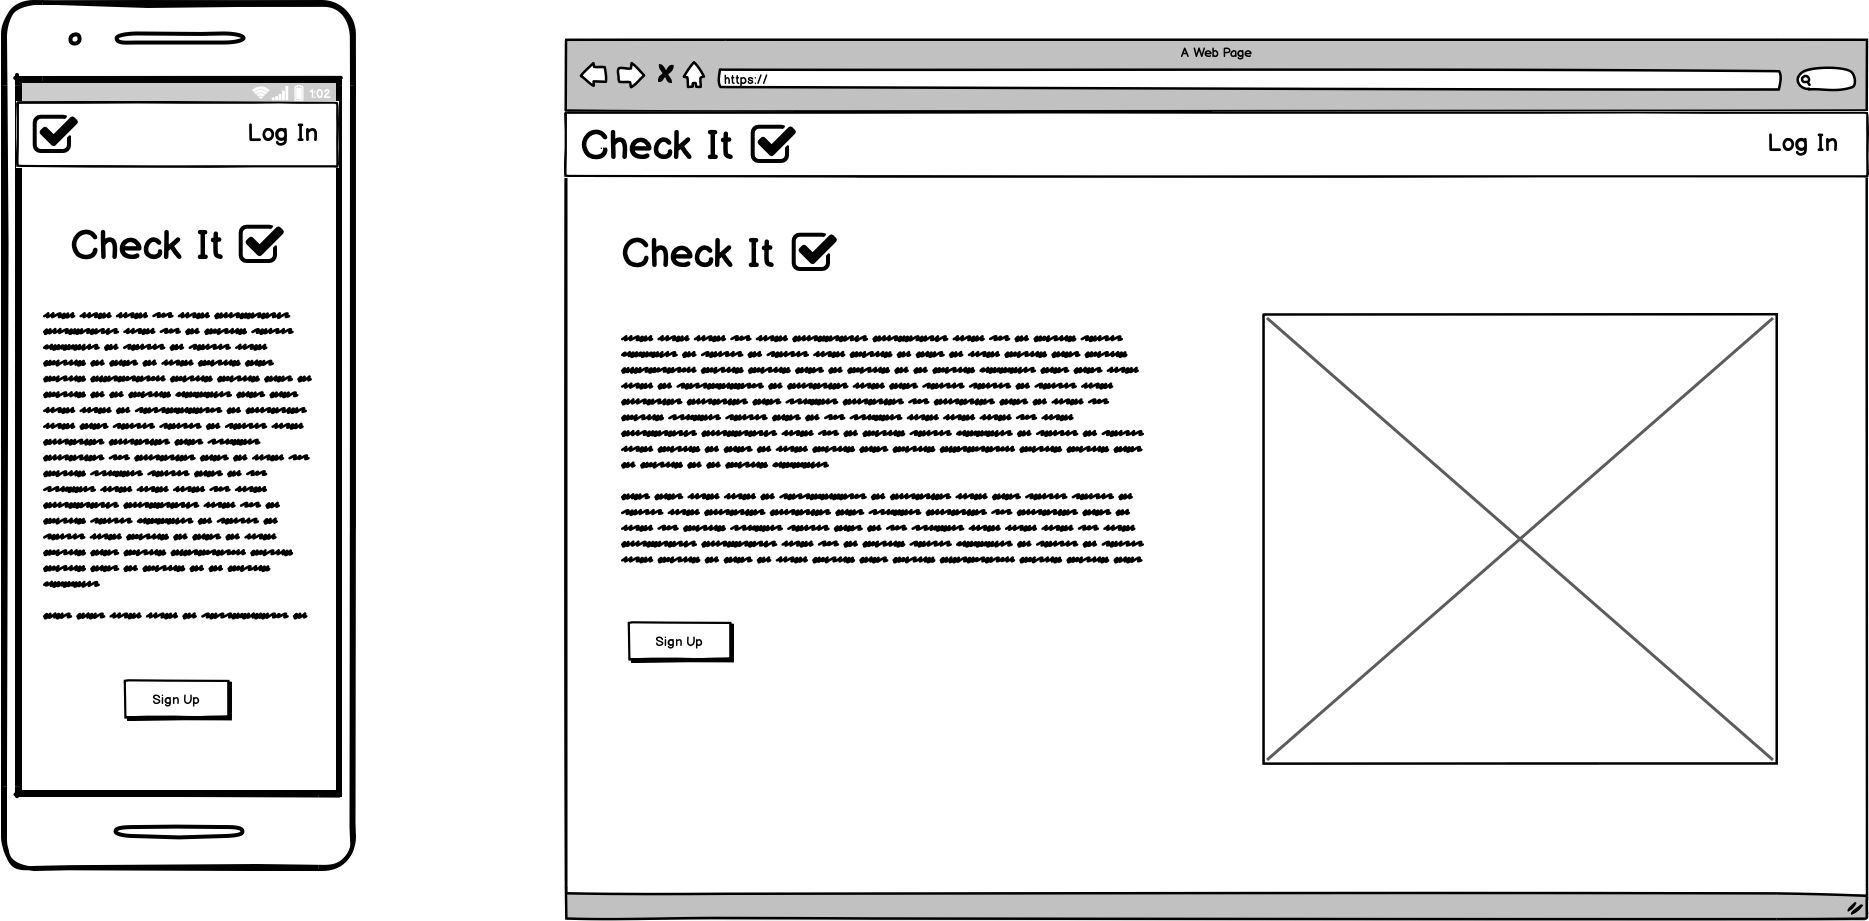 1:02
Log In
Check It
Sign Up
A Web Page
https://
Check It
Log In
Check It
Sign Up